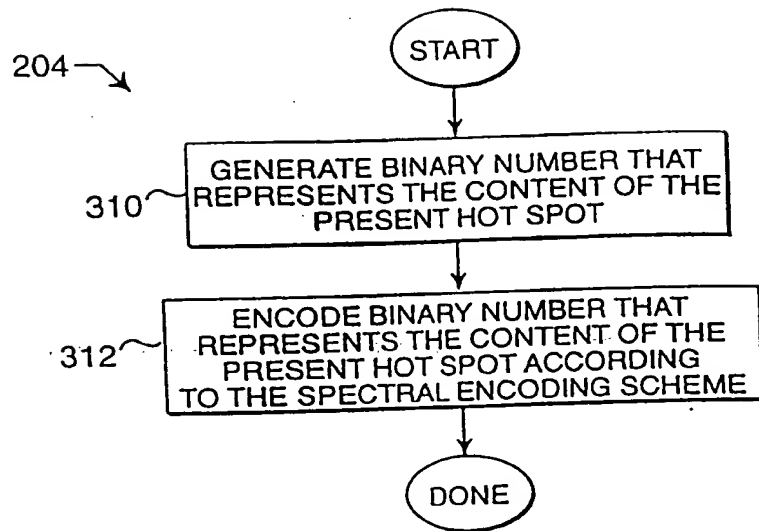 204
START
310
GENERATE BINARY NUMBER THAT
REPRESENTS THE CONTENT OF THE
PRESENT HOT SPOT
312
ENCODE BINARY NUMBER THAT
REPRESENTS THE CONTENT OF THE
PRESENT HOT SPOT ACCORDING
TO THE SPECTRAL ENCODING SCHEME
DONE